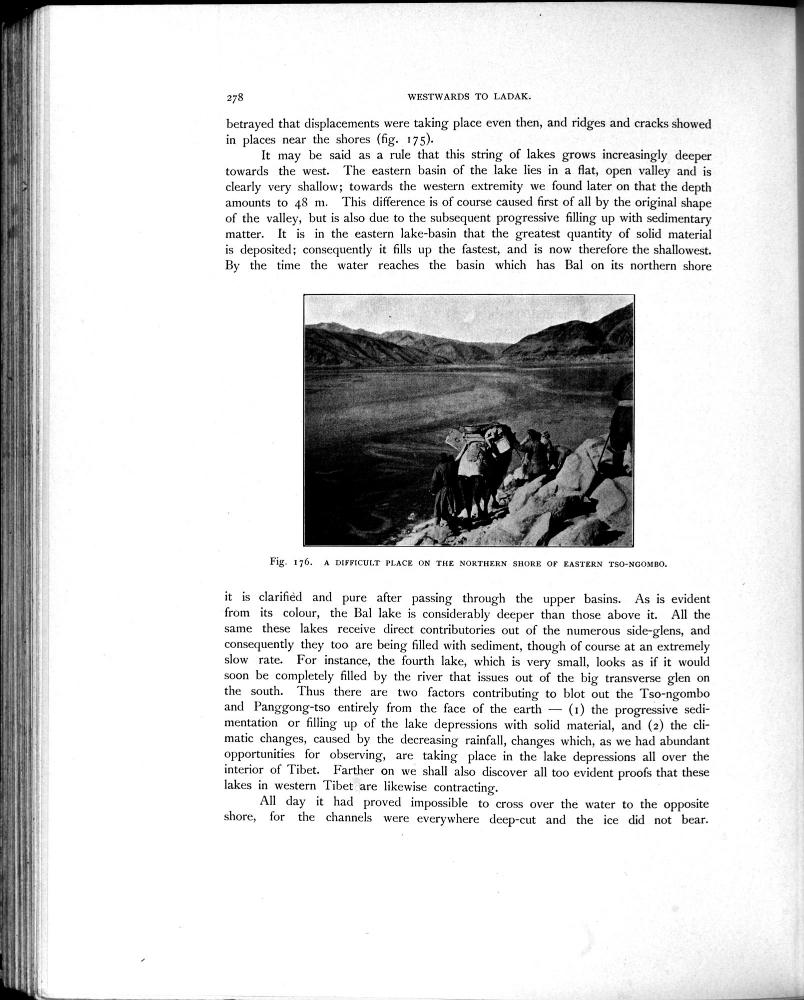 278
WESTWARDS TO LADAK.
betrayed that displacements were taking place even then, and ridges and cracks showed
in places near the shores (fig. 175).
It may be said as a rule that this string of lakes grows increasingly deeper
towards the west. The eastern basin of the lake lies in a flat, open valley and is
clearly very shallow; towards the western extremity we found later on that the depth
amounts to 48 m. This difference is of course caused first of all by the original shape
of the valley, but is also due to the subsequent progressive filling up with sedimentary
matter. It is in the eastern lake-basin that the greatest quantity of solid material
is deposited; consequently it fills up the fastest, and is now therefore the shallowest.
By the time the water reaches the basin which has Bal on its northern shore
Fig. 176. A DIFFICULT PLACE ON THE NORTHERN SHORE OF EASTERN TSO-NGOMBO.
it is clarified and pure after passing through the upper basins. As is evident
from its colour, the Bal lake is considerably deeper than those above it. All the
same these lakes receive direct contributories out of the numerous side-glens, and
consequently they too are being filled with sediment, though of course at an extremely
slow rate. For instance, the fourth lake, which is very small, looks as if it would
soon be completely filled by the river that issues out of the big transverse glen on
the south. Thus there are two factors contributing to blot out the Tso-ngombo
and Panggong-tso entirely from the face of the earth — (1) the progressive sedi-
mentation or filling up of the lake depressions with solid material, and (2) the cli-
matic changes, caused by the decreasing rainfall, changes which, as we had abundant
opportunities for observing, are taking place in the lake depressions all over the
interior of Tibet. Farther on we shall also discover all too evident proofs that these
lakes in western Tibet are likewise contracting.
All day it had proved impossible to cross over the water to the opposite
shore, for the channels were everywhere deep-cut and the ice did not bear.